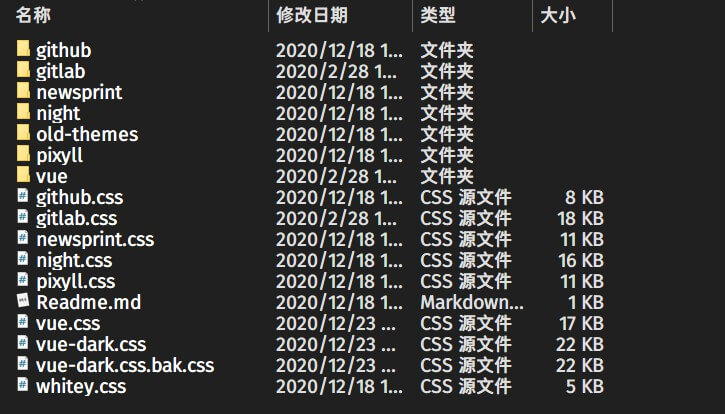 名称 修改日期 类型 大小
github 2020/12/18 1... 文件夹
gitlab 2020/2/28 1... 文件夹
newsprint 2020/12/18 1... 文件夹
night 2020/12/18 1... 文件夹
old-themes 2020/12/18 1... 文件夹
pixyll 2020/12/18 1... 文件夹
vue 2020/2/28 1... 文件夹
github.css 2020/12/18 1... CSS 源文件 8 KB
gitlab.css 2020/2/28 1... CSS 源文件 18 KB
newsprint.css 2020/12/18 1... CSS 源文件 11 KB
night.css 2020/12/18 1... CSS 源文件 16 KB
pixyll.css 2020/12/18 1... CSS 源文件 11 KB
Readme.md 2020/12/18 1... Markdown... 1 KB
vue.css 2020/12/23 ... CSS 源文件 17 KB
vue-dark.css 2020/12/23 ... CSS 源文件 22 KB
vue-dark.css.bak.css 2020/12/23 ... CSS 源文件 22 KB
whitey.css 2020/12/18 1... CSS 源文件 5 KB